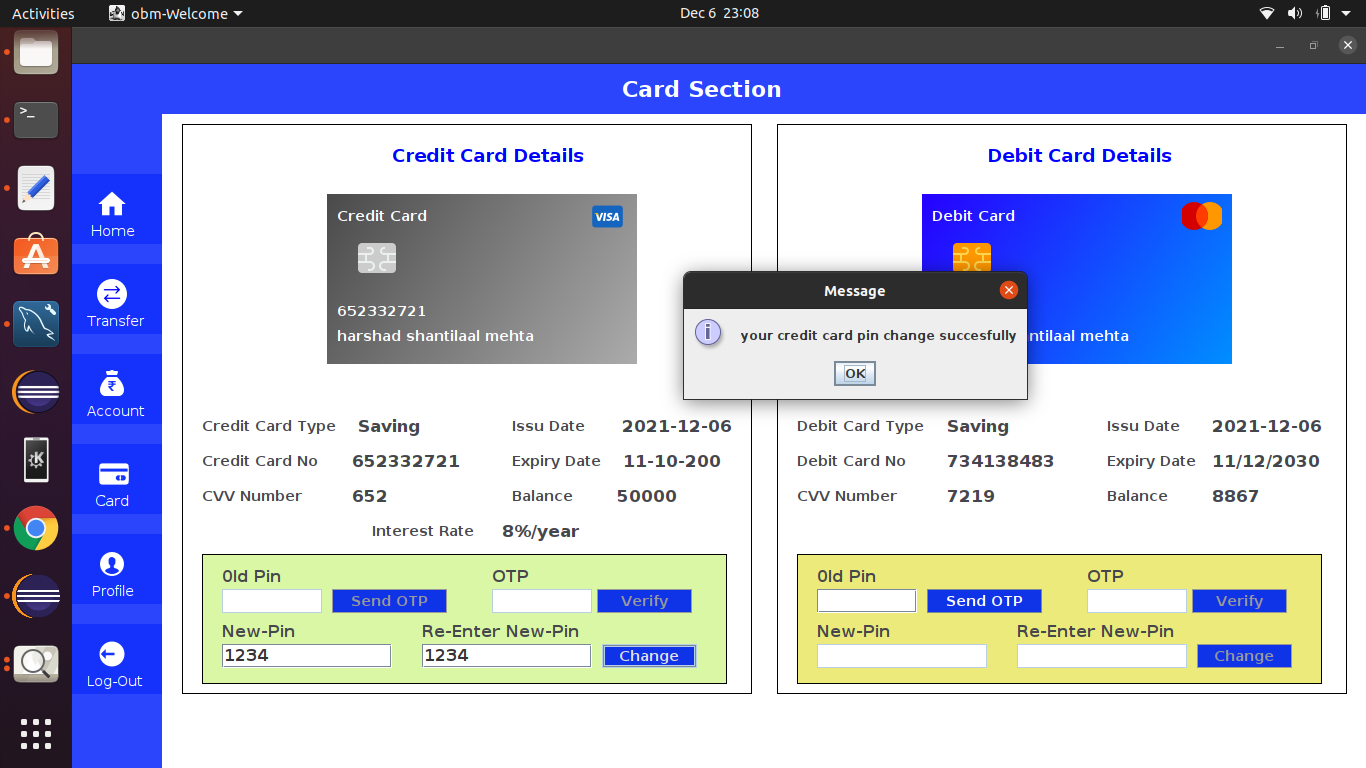 Activities
obm-Welcome
Dec 6 23:08
Card Section
Home
Transfer
Account
Card
Profile
Log-Out
Credit Card Details
Credit Card
VISA
652332721
harshad shantilaal mehta
Credit Card Type Saving Issu Date 2021-12-06
Credit Card No 652332721 Expiry Date 11-10-200
CVV Number 652 Balance 50000
Interest Rate 8%/year
0ld Pin OTP
Send OTP Verify
New-Pin Re-Enter New-Pin
1234 1234 Change
Debit Card Details
Debit Card
ntilaal mehta
Debit Card Type Saving Issu Date 2021-12-06
Debit Card No 734138483 Expiry Date 11/12/2030
CVV Number 7219 Balance 8867
0ld Pin OTP
Send OTP Verify
New-Pin Re-Enter New-Pin
Change
Message
your credit card pin change succesfully
OK